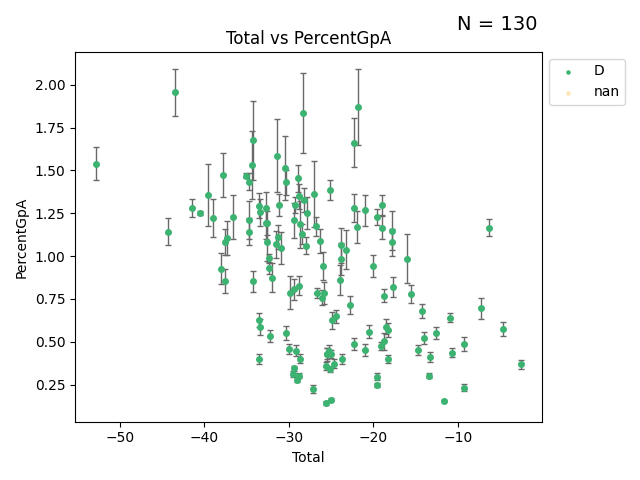 N = 130
Total vs PercentGpA
D
nan
PercentGpA
2.00
1.75
1.50
1.25
1.00
0.75
0.50
0.25
−50
−40
−30
−20
−10
Total